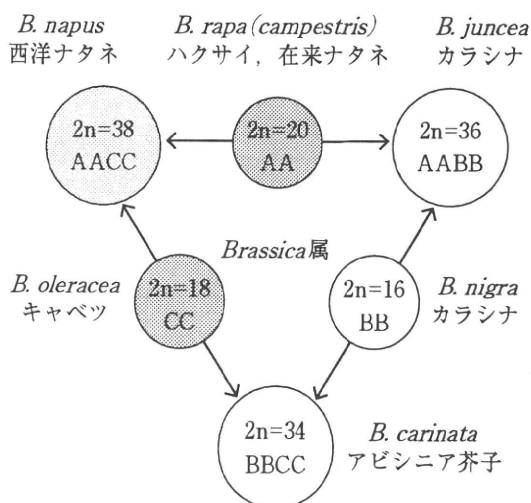 B. napus
西洋ナタネ
B. rapa (campestris)
ハクサイ，在来ナタネ
B. juncea
カラシナ
2n=38
AACC
2n=20
AA
2n=36
AABB
Brassica属
B. oleracea
キャベツ
2n=18
CC
2n=16
BB
B. nigra
カラシナ
2n=34
BBCC
B. carinata
アビシニア芥子